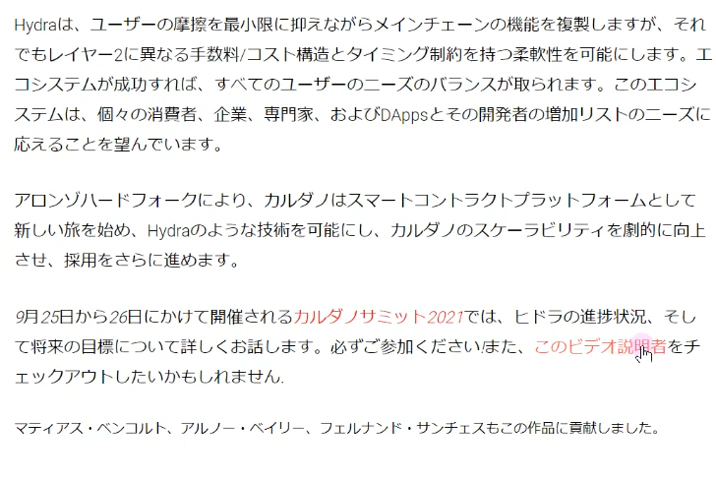 Hydraは、ユーザーの摩擦を最小限に抑えながらメインチェーンの機能を複製しますが、それ
でもレイヤー2に異なる手数料/コスト構造とタイミング制約を持つ柔軟性を可能にします。エ
コシステムが成功すれば、すべてのユーザーのニーズのバランスが取られます。このエコシ
ステムは、個々の消費者、企業、専門家、およびDAppsとその開発者の増加リストのニーズに
応えることを望んでいます。
アロンゾハードフォークにより、カルダノはスマートコントラクトプラットフォームとして
新しい旅を始め、Hydraのような技術を可能にし、カルダノのスケーラビリティを劇的に向上
させ、採用をさらに進めます。
9月25日から26日にかけて開催されるカルダノサミット2021では、ヒドラの進捗状況、そし
て将来の目標について詳しくお話します。必ずご参加ください!また、このビデオ説明者をチ
ェックアウトしたいかもしれません.
マティアス・ベンコルト、アルノー・ベイリー、フェルナンド・サンチェスもこの作品に貢献しました。